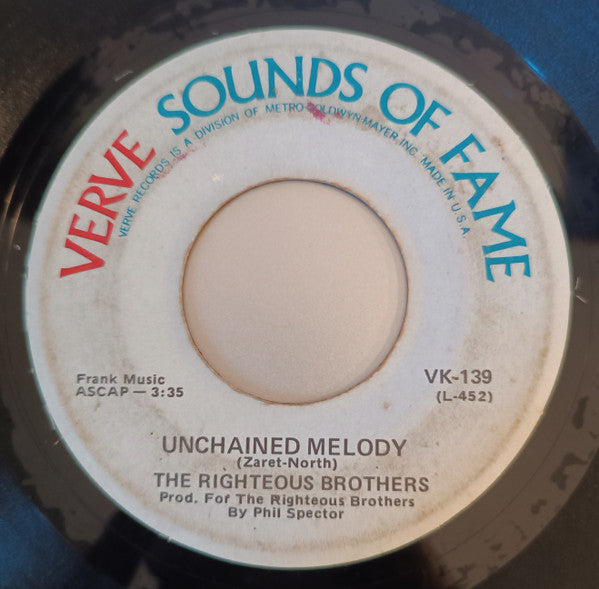 VERVE SOUNDS OF FAME
VERVE RECORDS IS A DIVISION OF METRO-GOLDWYN-MAYER, INC. MADE IN U.S.A.
Frank Music
ASCAP — 3:35
VK-139
(L-452)
UNCHAINED MELODY
(Zaret-North)
THE RIGHTEOUS BROTHERS
Prod. For The Righteous Brothers
By Phil Spector